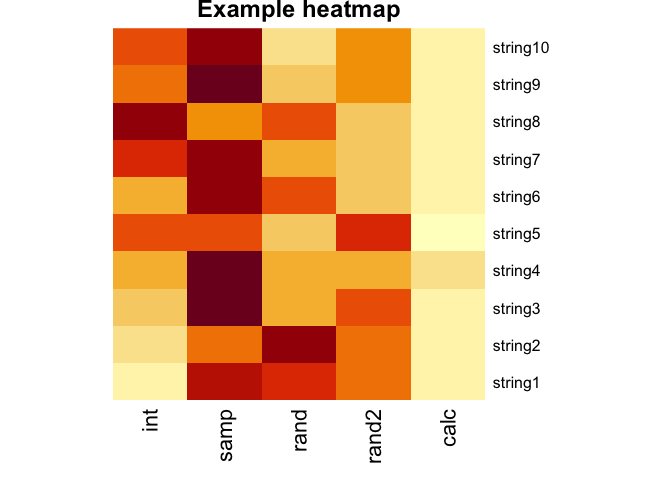 Example heatmap
string10
string9
string8
string7
string6
string5
string4
string3
string2
string1
int
samp
rand
rand2
calc